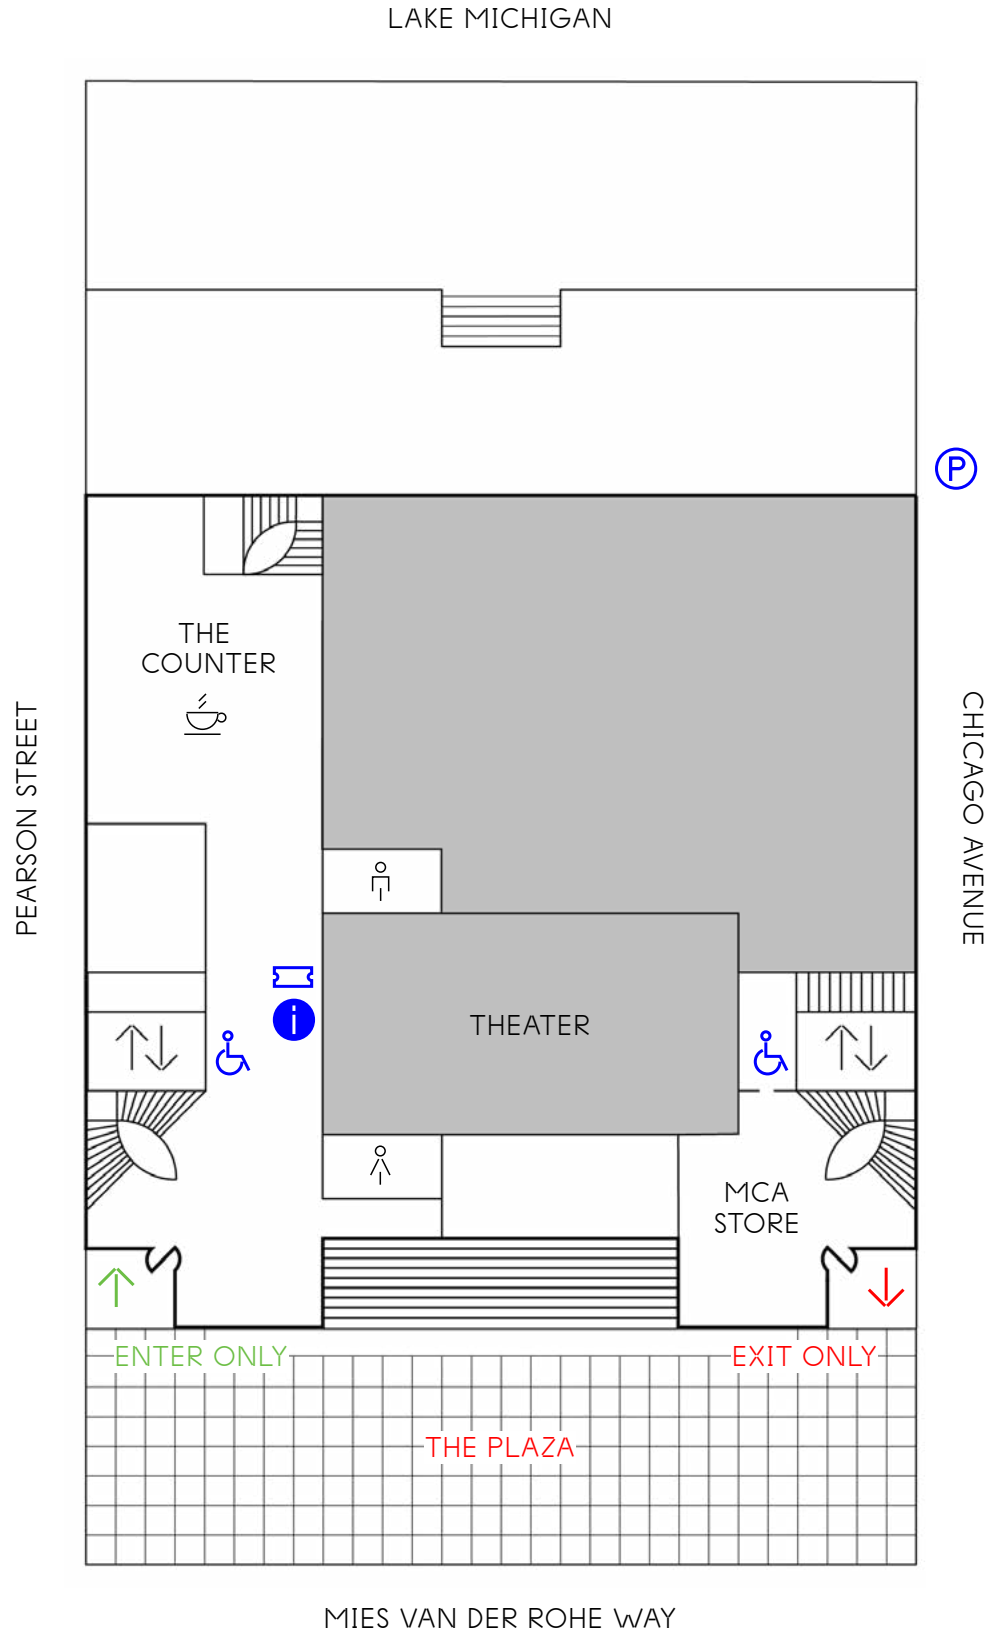 LAKE MICHIGAN
P
THE
COUNTER
PEARSON STREET
CHICAGO AVENUE
i
THEATER
MCA
STORE
ENTER ONLY
EXIT ONLY
THE PLAZA
MIES VAN DER ROHE WAY